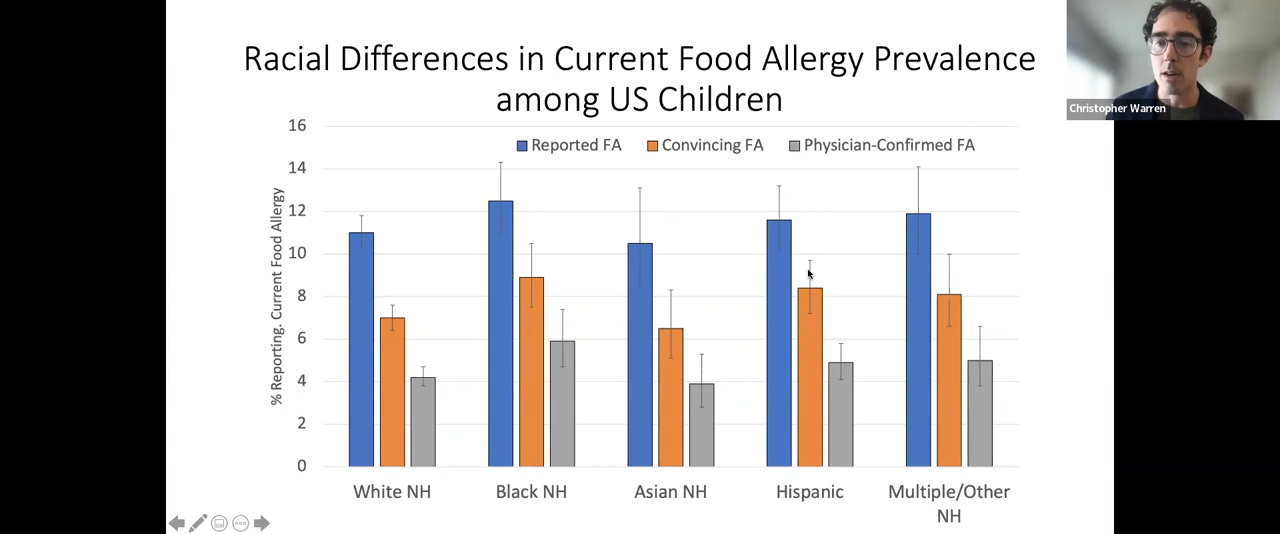 Racial Differences in Current Food Allergy Prevalence
among US Children
Christopher Warren
Reported FA
Convincing FA
Physician-Confirmed FA
% Reporting. Current Food Allergy
16
14
12
10
8
6
4
2
0
White NH
Black NH
Asian NH
Hispanic
Multiple/Other
NH